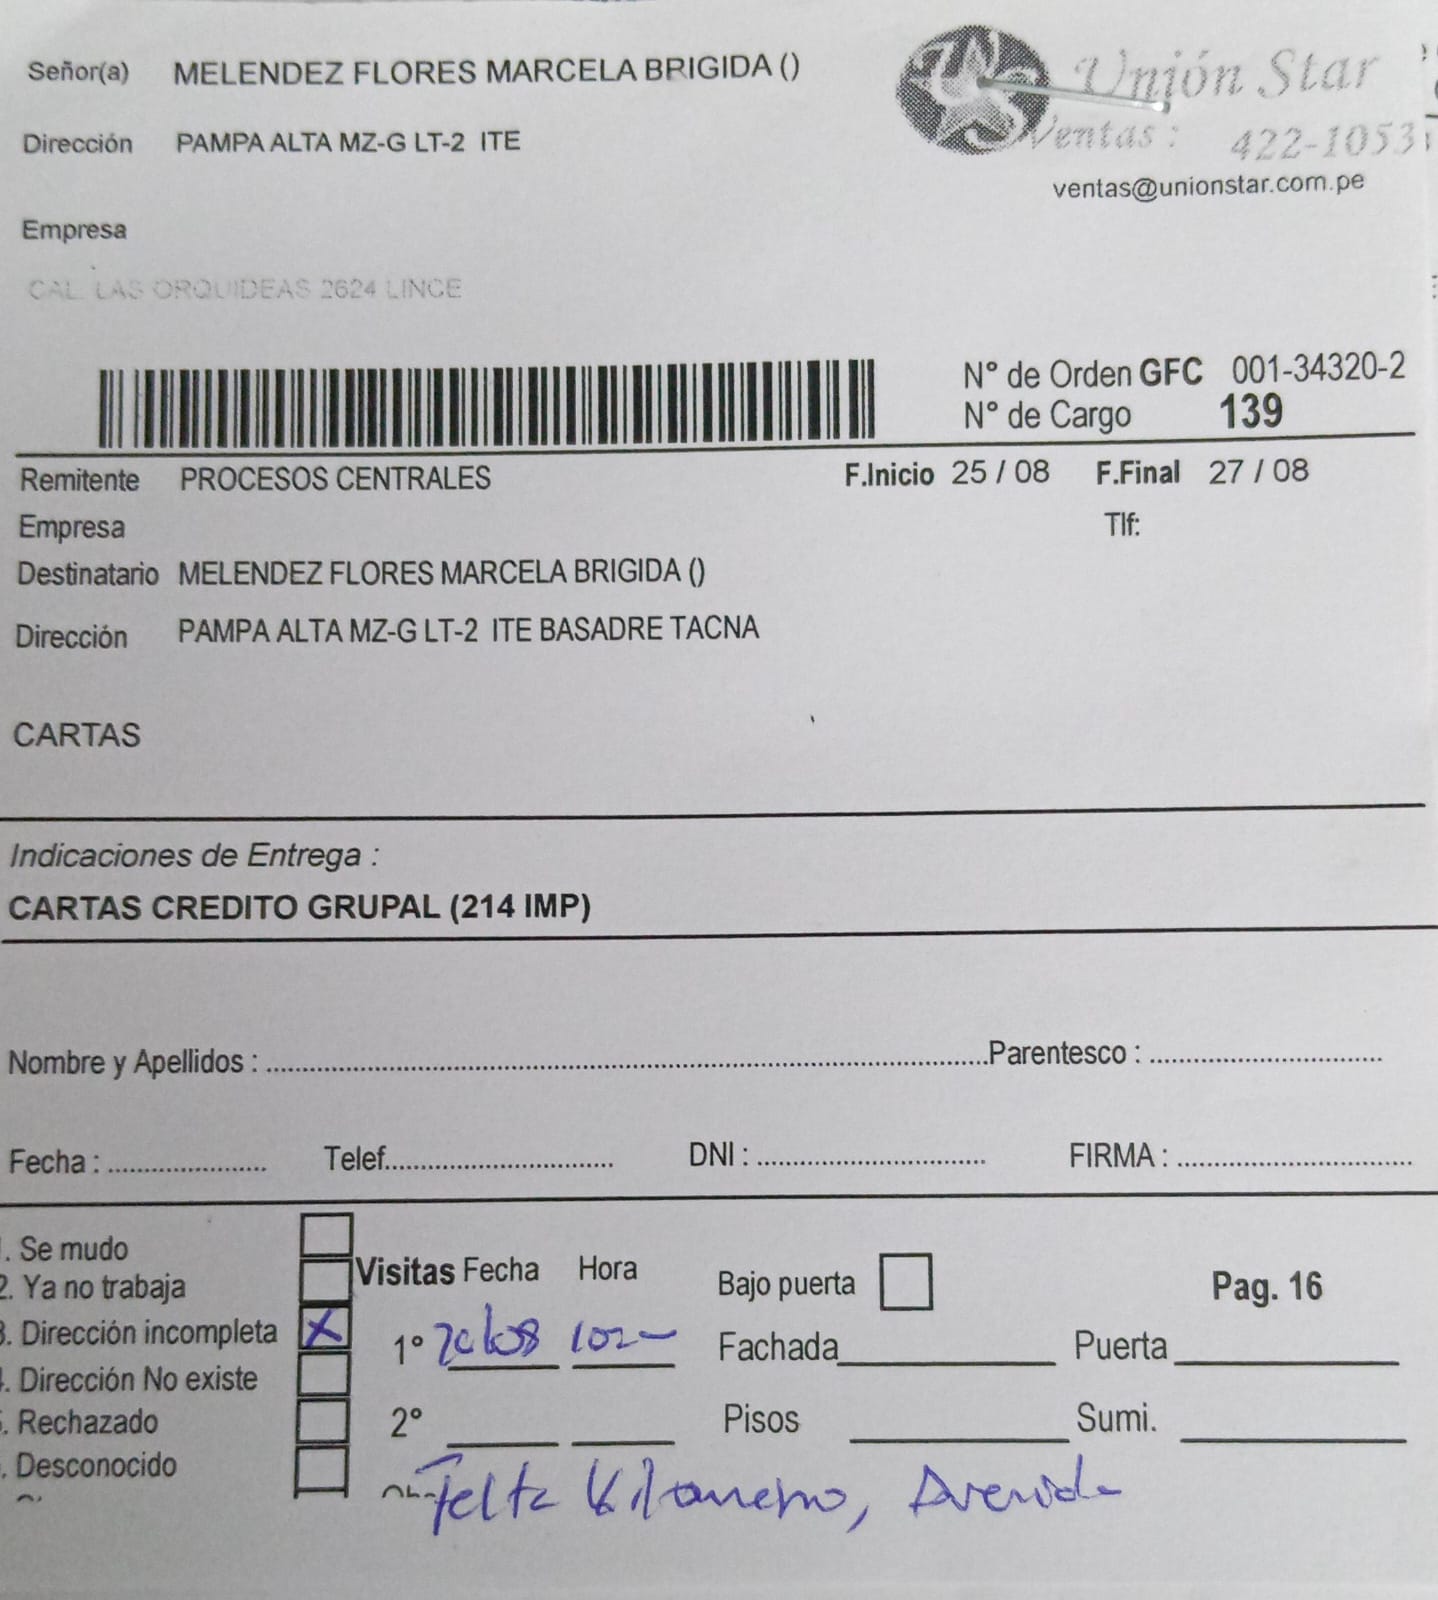 Señor(a) MELENDEZ FLORES MARCELA BRIGIDA ()
Unión Star
Dirección PAMPA ALTA MZ-G LT-2 ITE
Ventas : 422-1053
ventas@unionstar.com.pe
Empresa
CAL. LAS ORQUIDEAS 2624 LINCE
N° de Orden GFC 001-34320-2
N° de Cargo 139
Remitente PROCESOS CENTRALES F.Inicio 25 / 08 F.Final 27 / 08
Empresa Tlf:
Destinatario MELENDEZ FLORES MARCELA BRIGIDA ()
Dirección PAMPA ALTA MZ-G LT-2 ITE BASADRE TACNA
CARTAS
Indicaciones de Entrega :
CARTAS CREDITO GRUPAL (214 IMP)
Nombre y Apellidos : Parentesco :
Fecha : Telef. DNI : FIRMA :
. Se mudo
2. Ya no trabaja Visitas Fecha Hora Bajo puerta Pag. 16
3. Dirección incompleta X 1° Fachada Puerta
. Dirección No existe
. Rechazado 2° Pisos Sumi.
. Desconocido
Falta Kilometro, Avenida